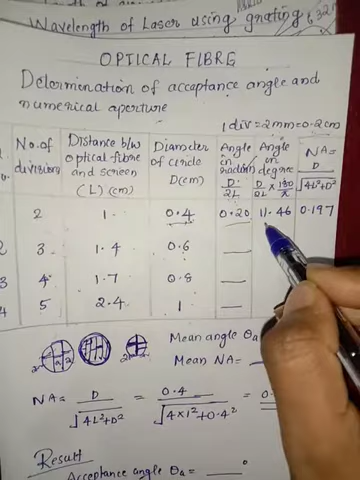 Wavelength of Laser using grating
OPTICAL FIBRE
Determination of acceptance angle and
numerical aperture
1 div = 2mm = 0.2cm
No. of divisions | Distance b/w optical fibre and screen (L) (cm) | Diameter of circle D(cm) | Angle in radian D/2L | Angle in degree D/2L × 180/π | NA = D/√4L²+D²
2 | 1. | 0.4 | 0.20 | 11.46 | 0.197
2 | 3 | 1.4 | 0.6 | —
3 | 4 | 1.7 | 0.8 | —
4 | 5 | 2.4 | 1 | —
Mean angle θa
Mean NA = —
NA = D/√4L²+D² = 0.4/√4×1²+0.4² =
Result
Acceptance angle θa = ____°